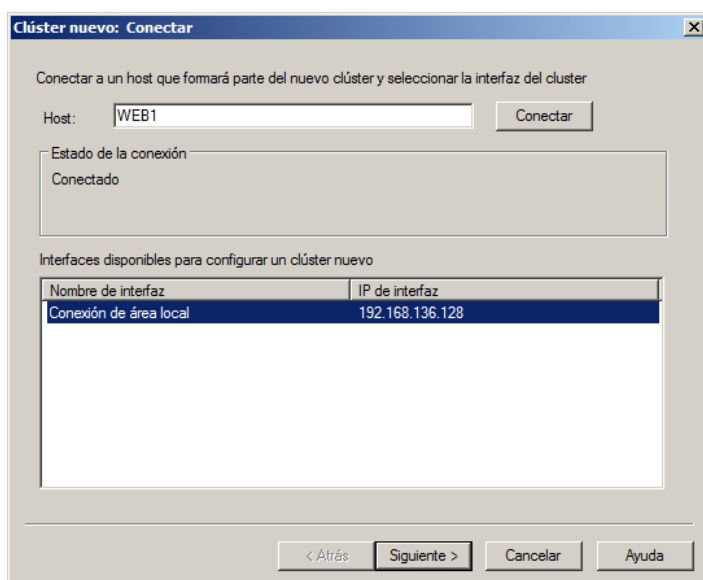 Clúster nuevo: Conectar
Conectar a un host que formará parte del nuevo clúster y seleccionar la interfaz del cluster
Host: WEB1 Conectar
Estado de la conexión
Conectado
Interfaces disponibles para configurar un clúster nuevo
Nombre de interfaz IP de interfaz
Conexión de área local 192.168.136.128
< Atrás Siguiente > Cancelar Ayuda